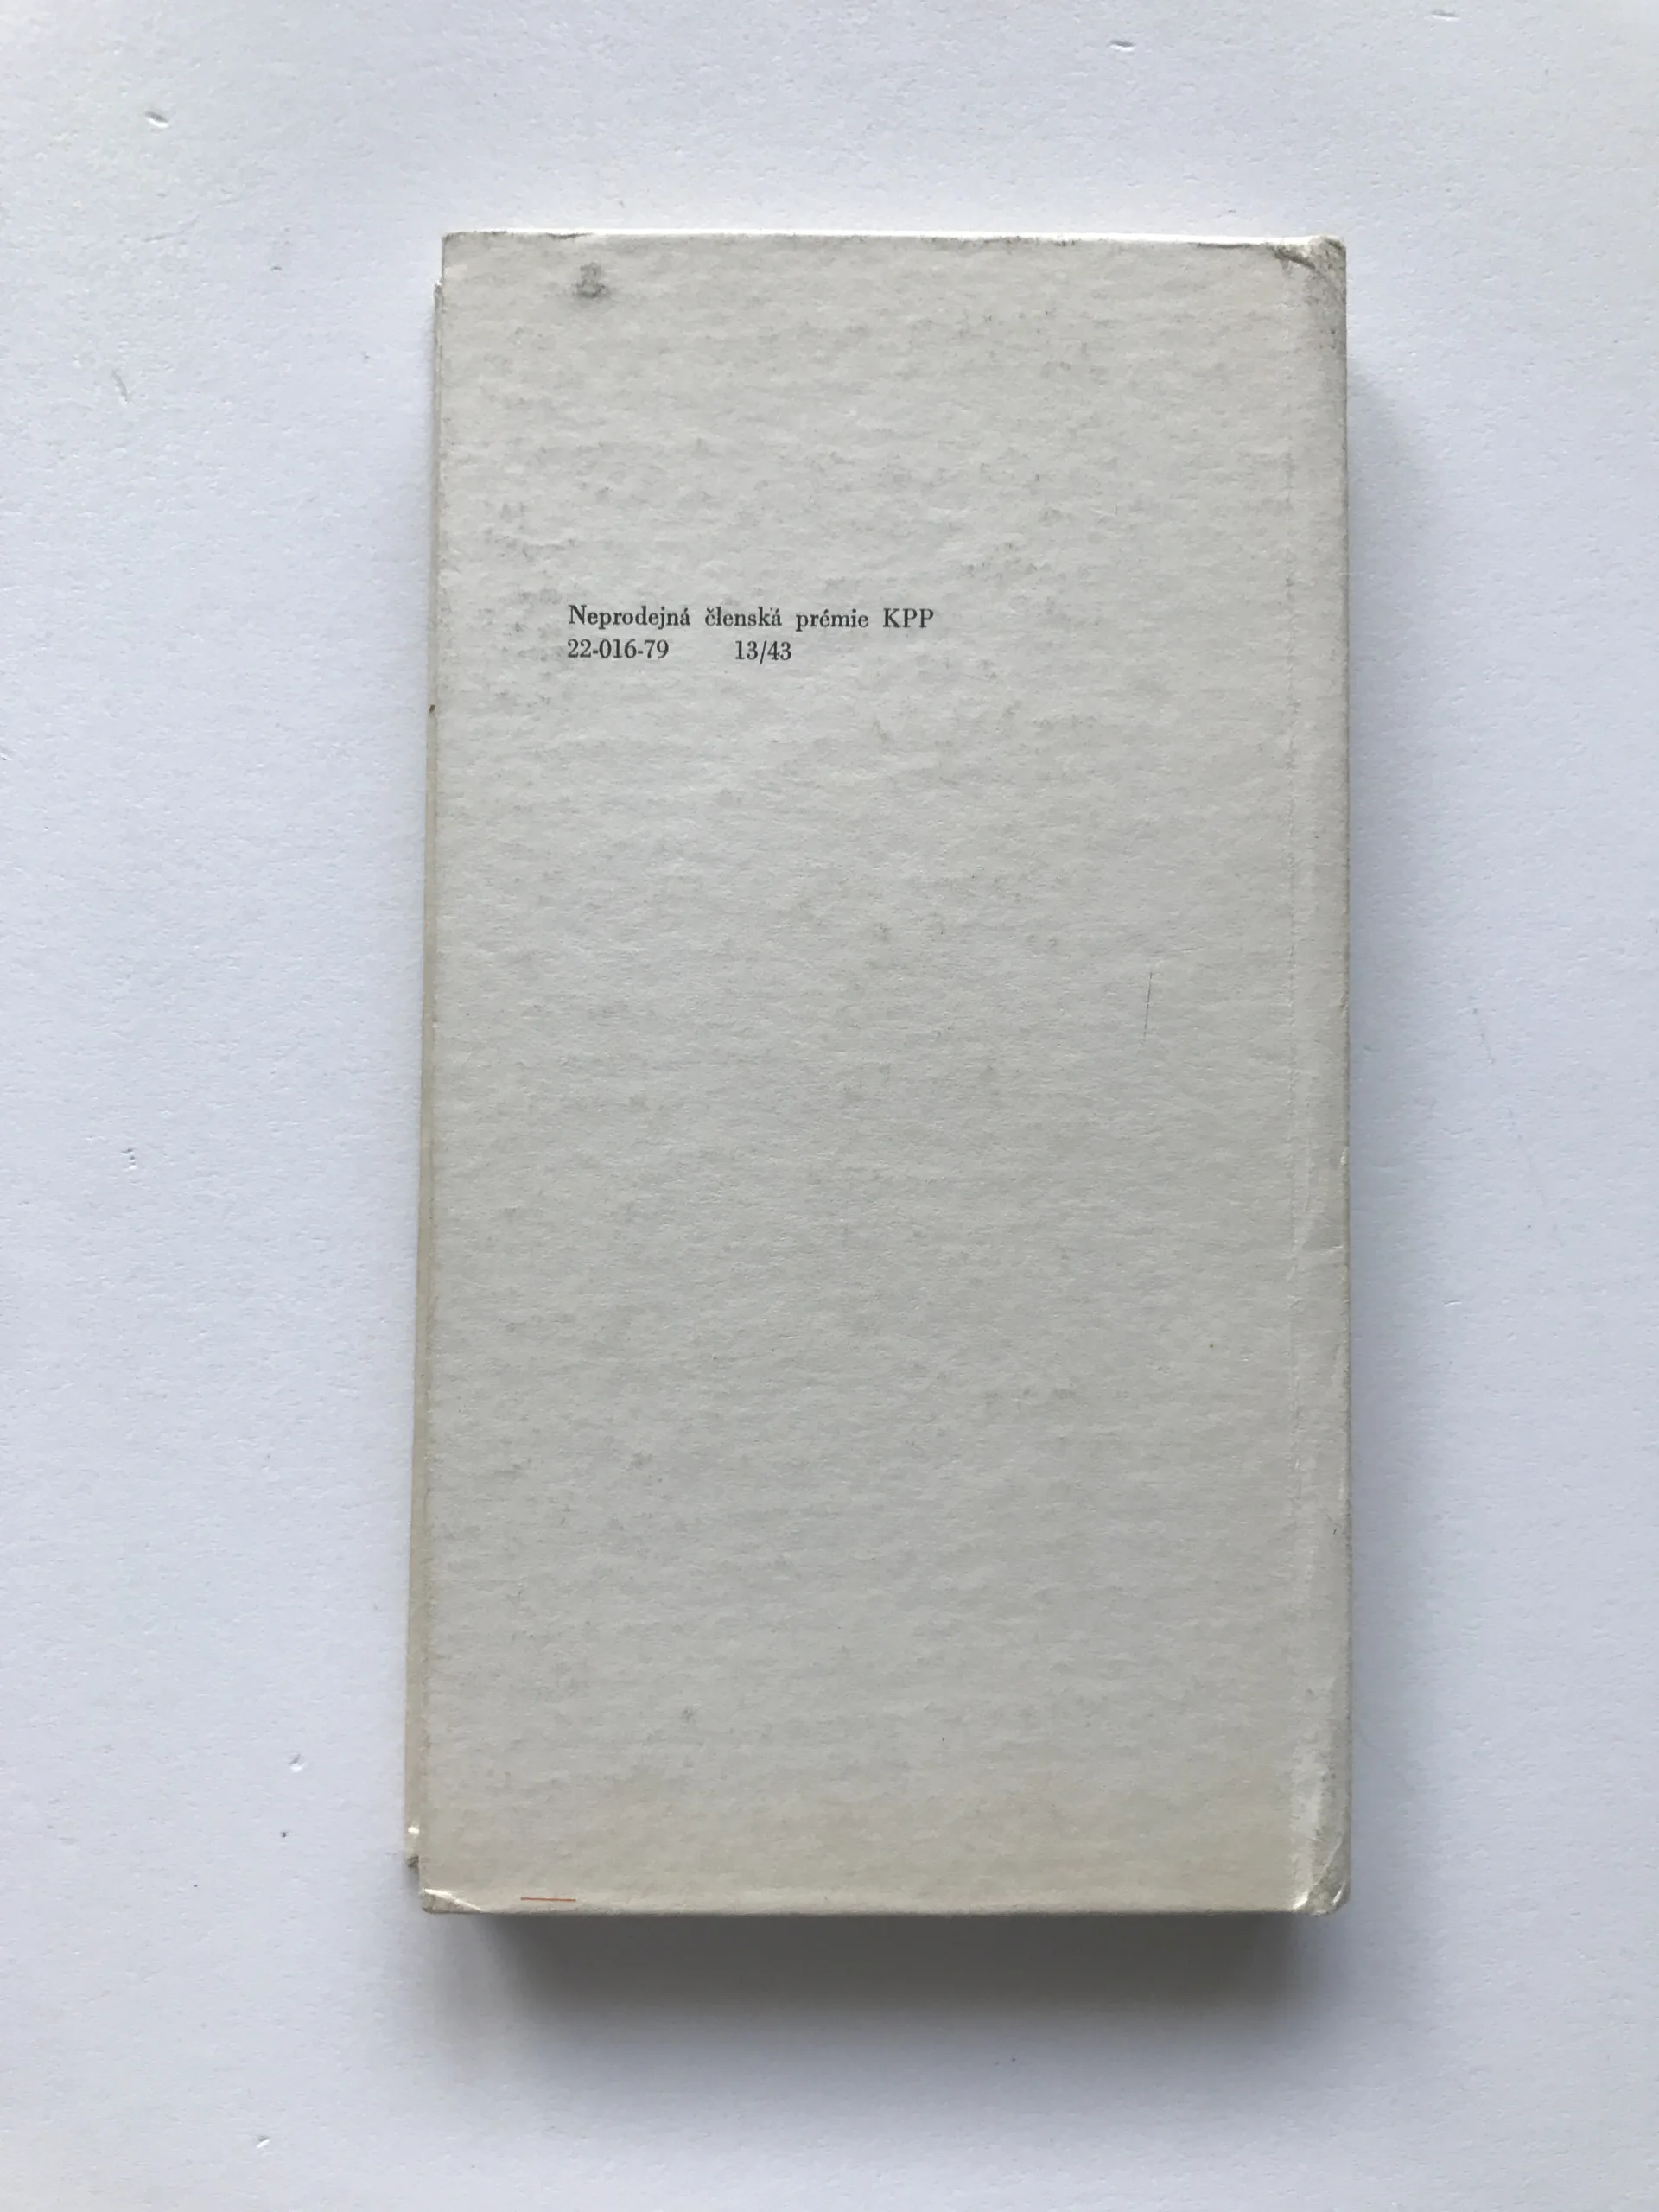 Neprodejná členská prémie KPP
22-016-79 13/43